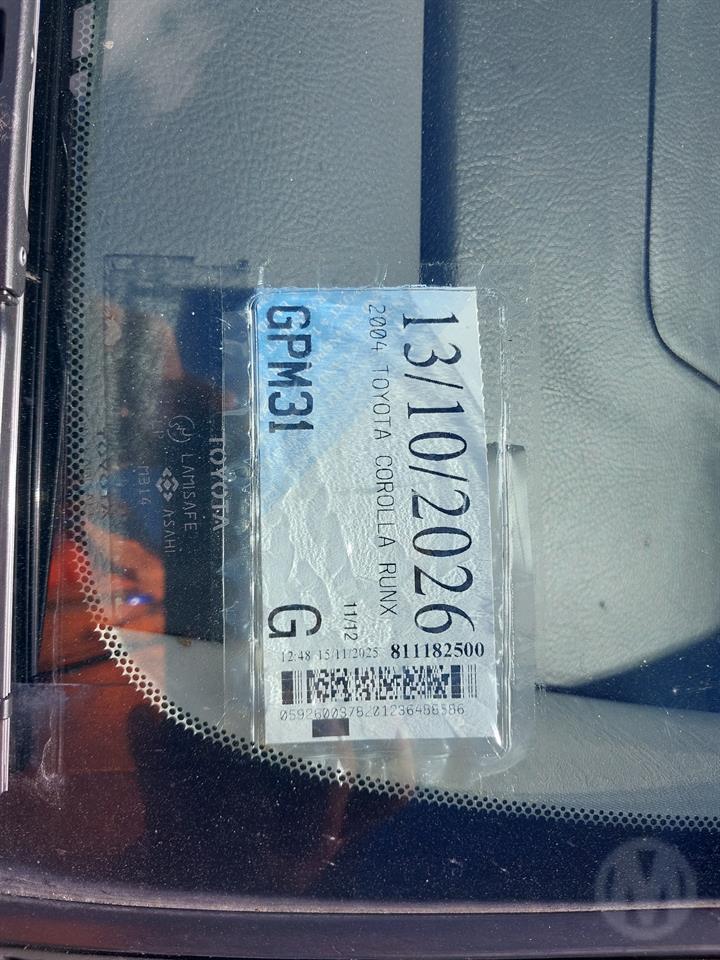 13/10/2026
2004 TOYOTA COROLLA RUNX
GPM31
11/12
G
12:48 15/11/2025 811182500
TOYOTA
LAMISAFE
M314
ASAHI